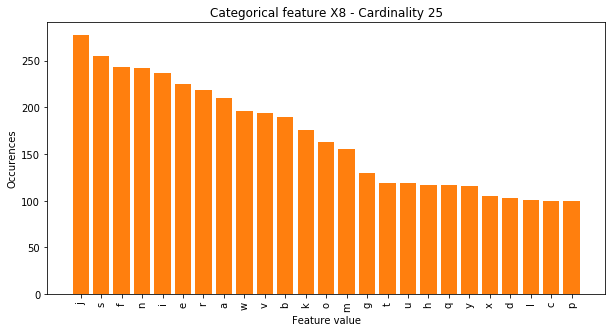 Categorical feature X8 - Cardinality 25
Occurences
250
200
150
100
50
0
j s f n i e r a w v b k o m g t u h q y x d l c p
Feature value